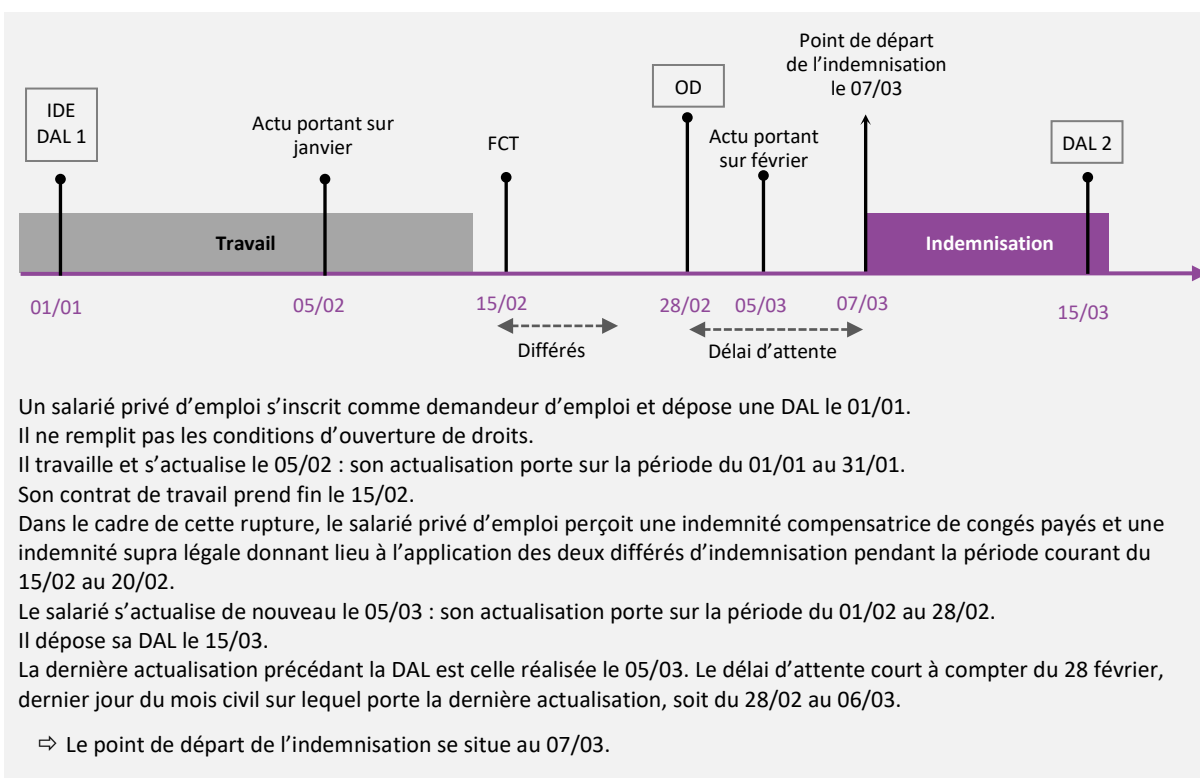 Point de départ
de l’indemnisation
le 07/03
OD
IDE
DAL 1
Actu portant sur
janvier
FCT
Actu portant
sur février
DAL 2
Travail
Indemnisation
01/01
05/02
15/02
28/02
05/03
07/03
15/03
Différés
Délai d’attente
Un salarié privé d’emploi s’inscrit comme demandeur d’emploi et dépose une DAL le 01/01.
Il ne remplit pas les conditions d’ouverture de droits.
Il travaille et s’actualise le 05/02 : son actualisation porte sur la période du 01/01 au 31/01.
Son contrat de travail prend fin le 15/02.
Dans le cadre de cette rupture, le salarié privé d’emploi perçoit une indemnité compensatrice de congés payés et une
indemnité supra légale donnant lieu à l’application des deux différés d’indemnisation pendant la période courant du
15/02 au 20/02.
Le salarié s’actualise de nouveau le 05/03 : son actualisation porte sur la période du 01/02 au 28/02.
Il dépose sa DAL le 15/03.
La dernière actualisation précédant la DAL est celle réalisée le 05/03. Le délai d’attente court à compter du 28 février,
dernier jour du mois civil sur lequel porte la dernière actualisation, soit du 28/02 au 06/03.
⇨ Le point de départ de l’indemnisation se situe au 07/03.